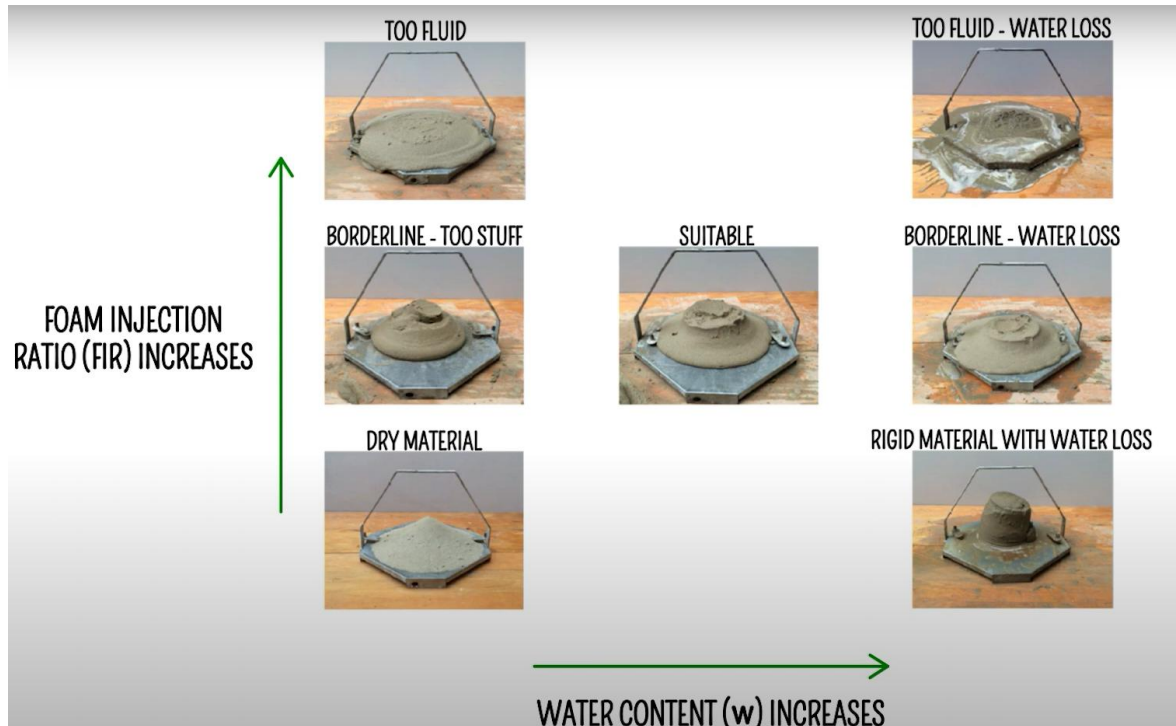 TOO FLUID
TOO FLUID - WATER LOSS
BORDERLINE - TOO STUFF
SUITABLE
BORDERLINE - WATER LOSS
FOAM INJECTION
RATIO (FIR) INCREASES
DRY MATERIAL
RIGID MATERIAL WITH WATER LOSS
WATER CONTENT (w) INCREASES